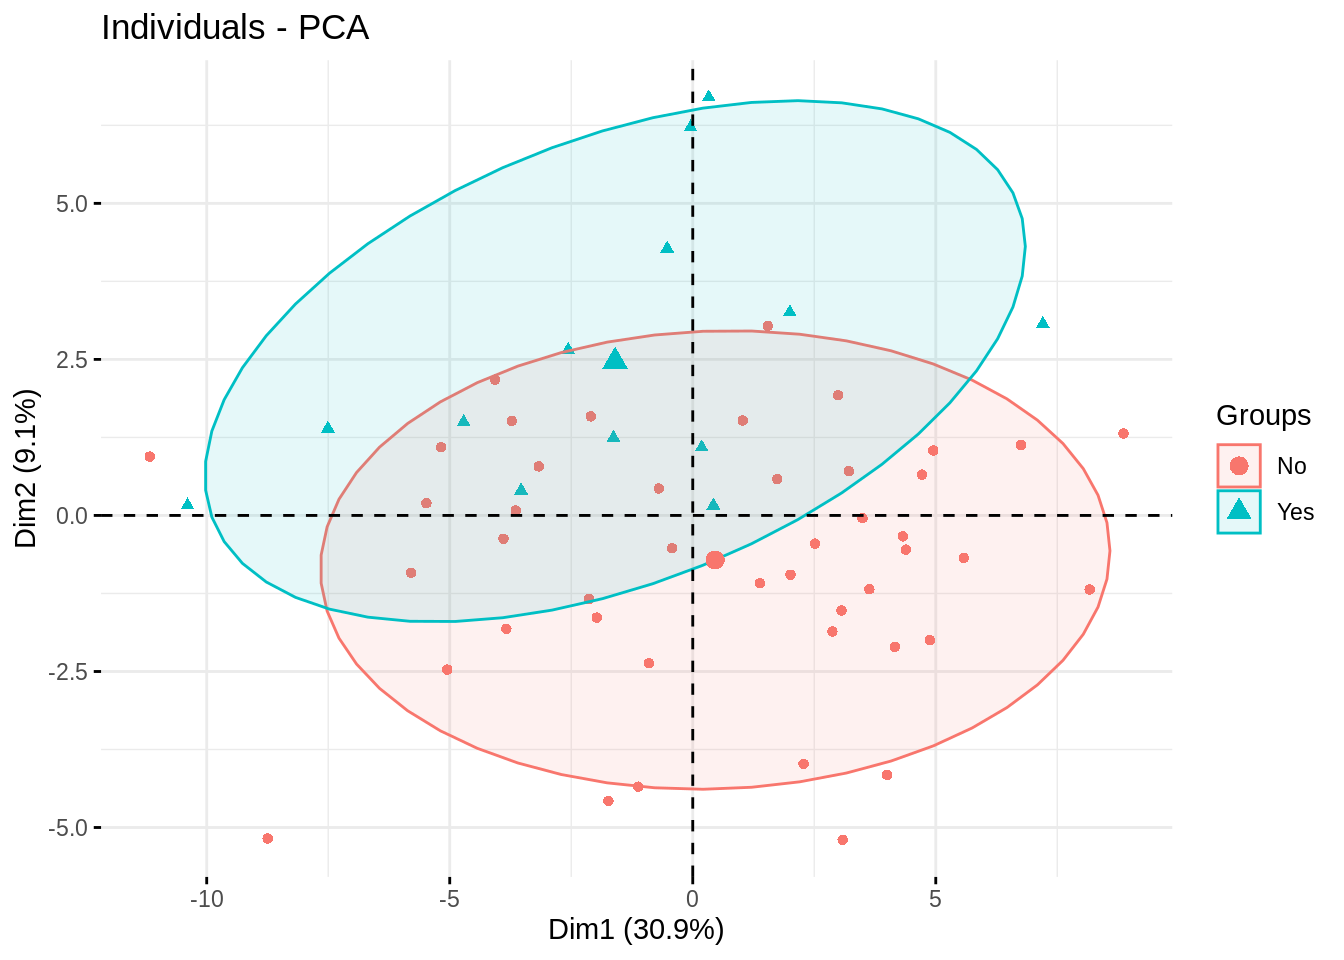 Individuals - PCA
5.0
2.5
0.0
-2.5
-5.0
Dim2 (9.1%)
-10
-5
0
5
Dim1 (30.9%)
Groups
No
Yes